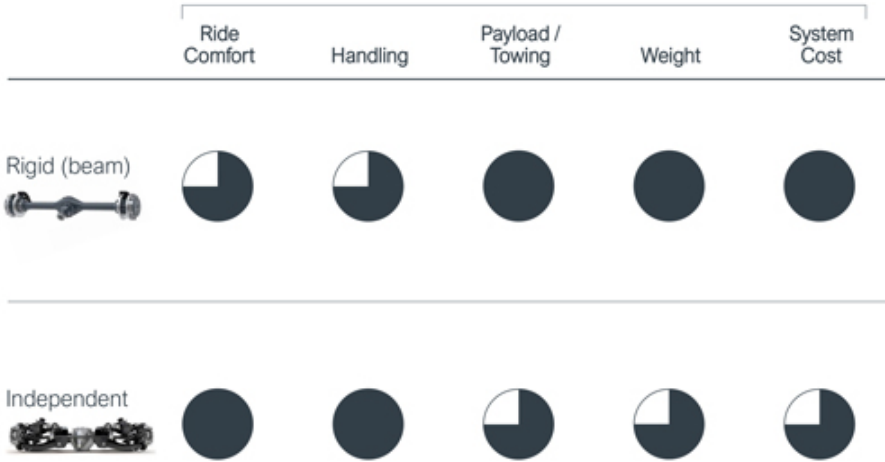 Ride
Comfort
Handling
Payload /
Towing
Weight
System
Cost
Rigid (beam)
Independent